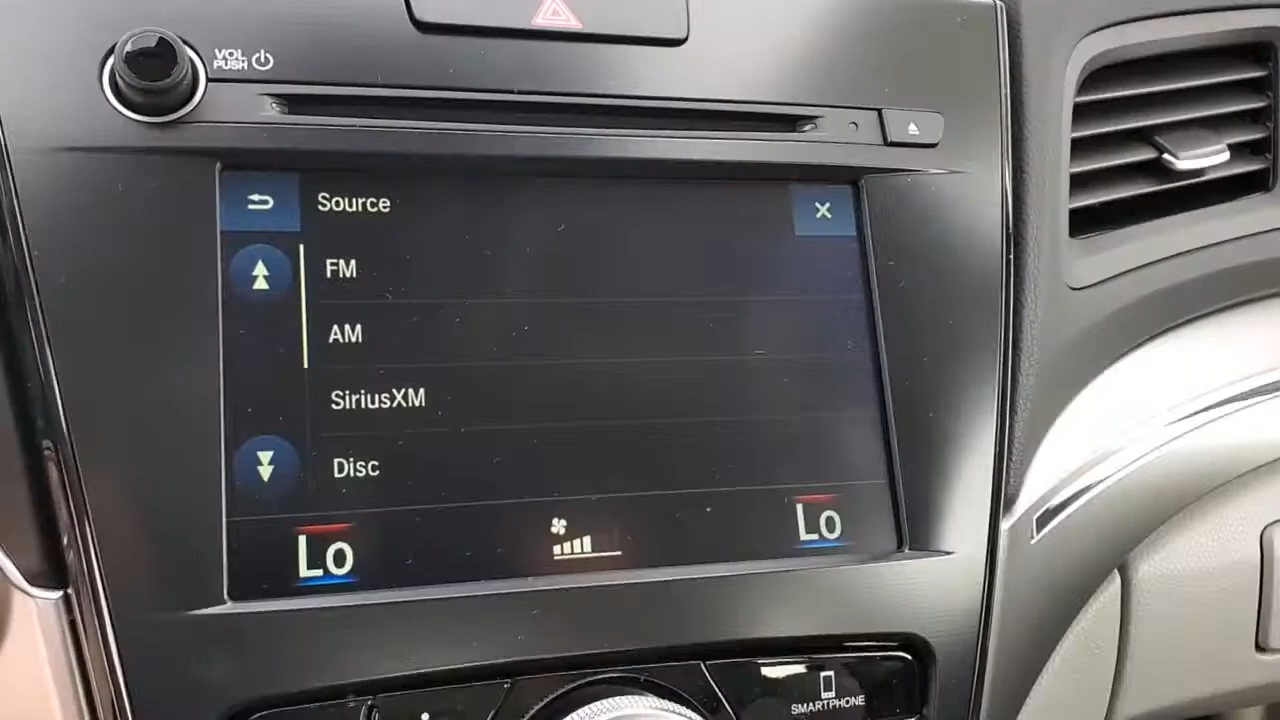 VOL
PUSH
Source
FM
AM
SiriusXM
Disc
Lo
Lo
SMARTPHONE